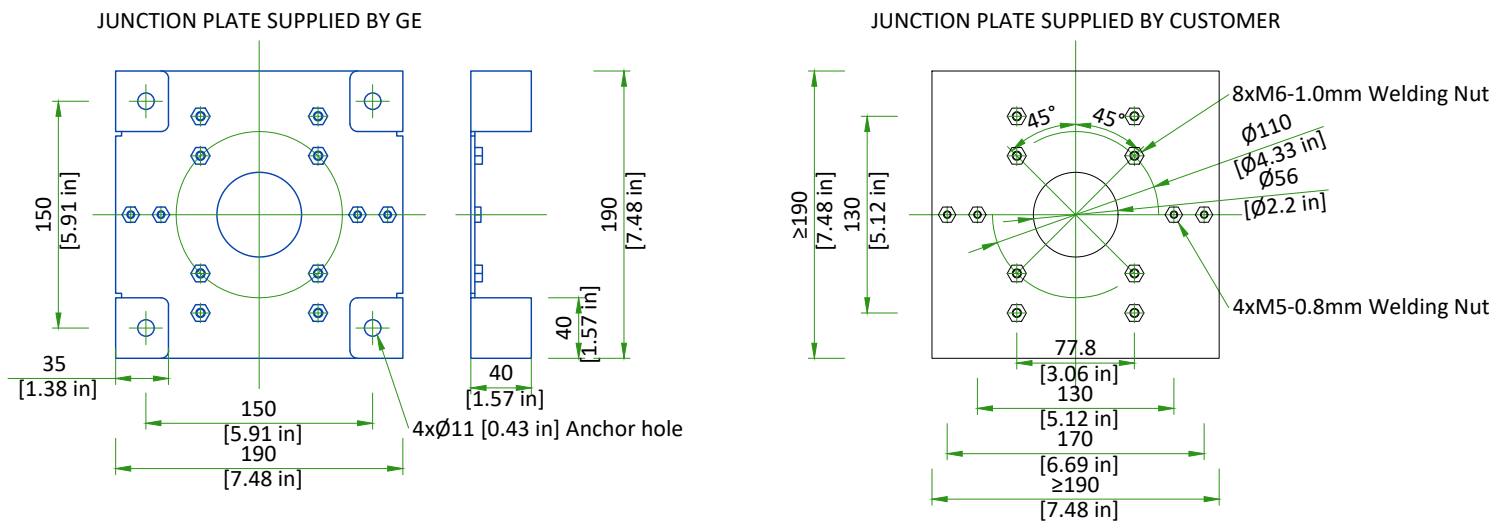 JUNCTION PLATE SUPPLIED BY GE
150
[5.91 in]
35
[1.38 in]
150
[5.91 in]
190
[7.48 in]
4xØ11 [0.43 in] Anchor hole
190
[7.48 in]
40
[1.57 in]
40
[1.57 in]
JUNCTION PLATE SUPPLIED BY CUSTOMER
≥190
[7.48 in]
130
[5.12 in]
45°
45°
8xM6-1.0mm Welding Nut
Ø110
[Ø4.33 in]
Ø56
[Ø2.2 in]
4xM5-0.8mm Welding Nut
77.8
[3.06 in]
130
[5.12 in]
170
[6.69 in]
≥190
[7.48 in]